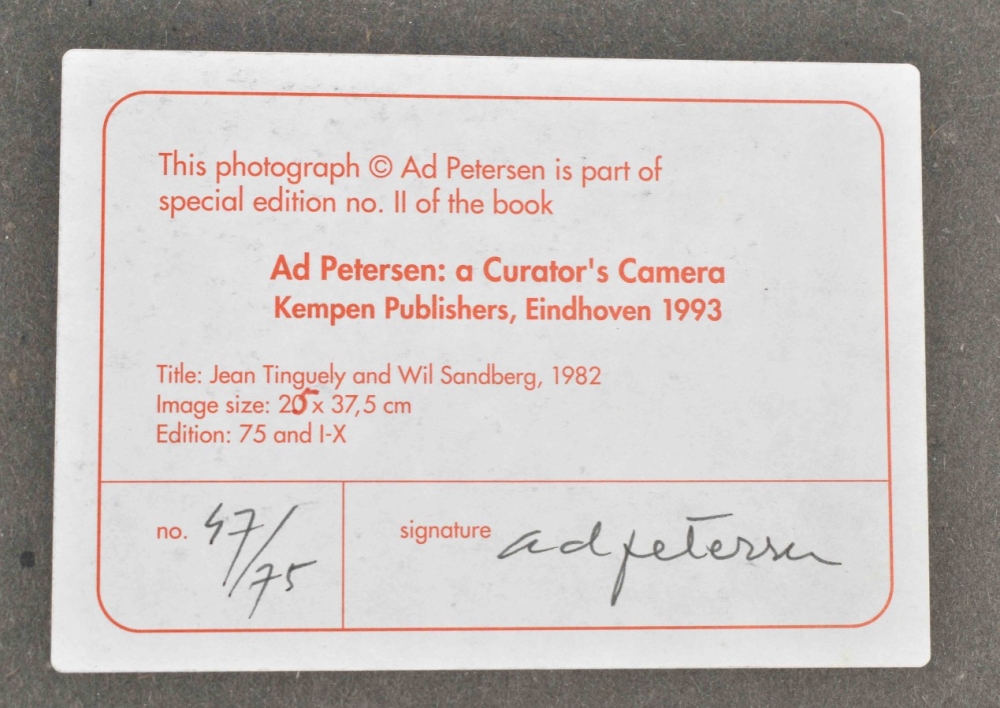 This photograph © Ad Petersen is part of
special edition no. II of the book
Ad Petersen: a Curator's Camera
Kempen Publishers, Eindhoven 1993
Title: Jean Tinguely and Wil Sandberg, 1982
Image size: 25 x 37,5 cm
Edition: 75 and I-X
no. 47/75
signature ad petersen